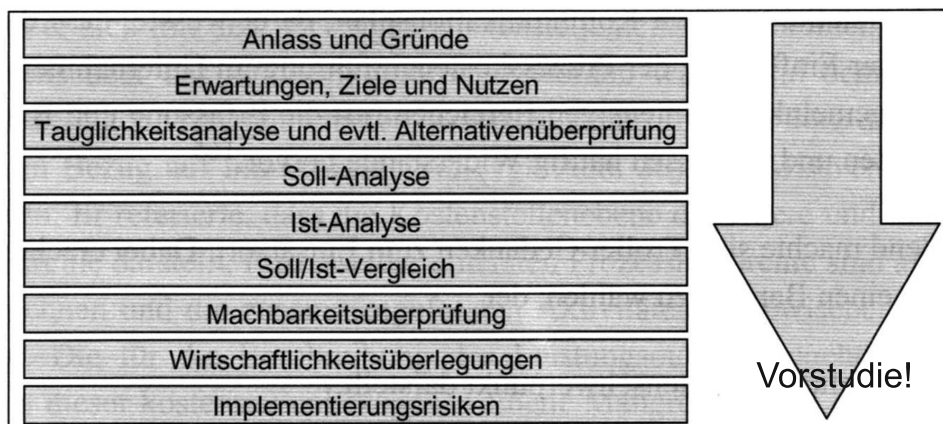 Anlass und Gründe
Erwartungen, Ziele und Nutzen
Tauglichkeitsanalyse und evtl. Alternativenüberprüfung
Soll-Analyse
Ist-Analyse
Soll/Ist-Vergleich
Machbarkeitsüberprüfung
Wirtschaftlichkeitsüberlegungen
Implementierungsrisiken
Vorstudie!